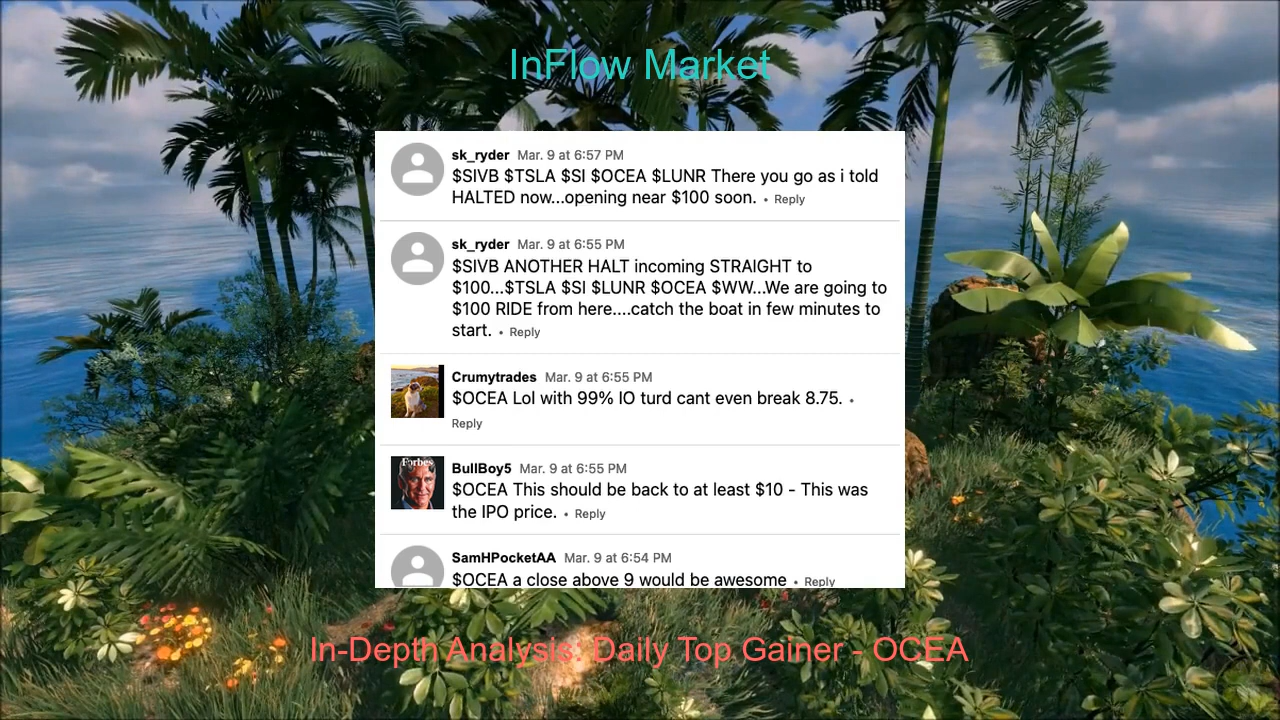 InFlow Market
sk_ryder Mar. 9 at 6:57 PM
$SIVB $TSLA $SI $OCEA $LUNR There you go as i told
HALTED now...opening near $100 soon. • Reply
sk_ryder Mar. 9 at 6:55 PM
$SIVB ANOTHER HALT incoming STRAIGHT to
$100...$TSLA $SI $LUNR $OCEA $WW...We are going to
$100 RIDE from here....catch the boat in few minutes to
start. • Reply
Crumytrades Mar. 9 at 6:55 PM
$OCEA Lol with 99% IO turd cant even break 8.75. •
Reply
Forbes
BullBoy5 Mar. 9 at 6:55 PM
$OCEA This should be back to at least $10 - This was
the IPO price. • Reply
SamHPocketAA Mar. 9 at 6:54 PM
$OCEA a close above 9 would be awesome • Reply
In-Depth Analysis: Daily Top Gainer - OCEA